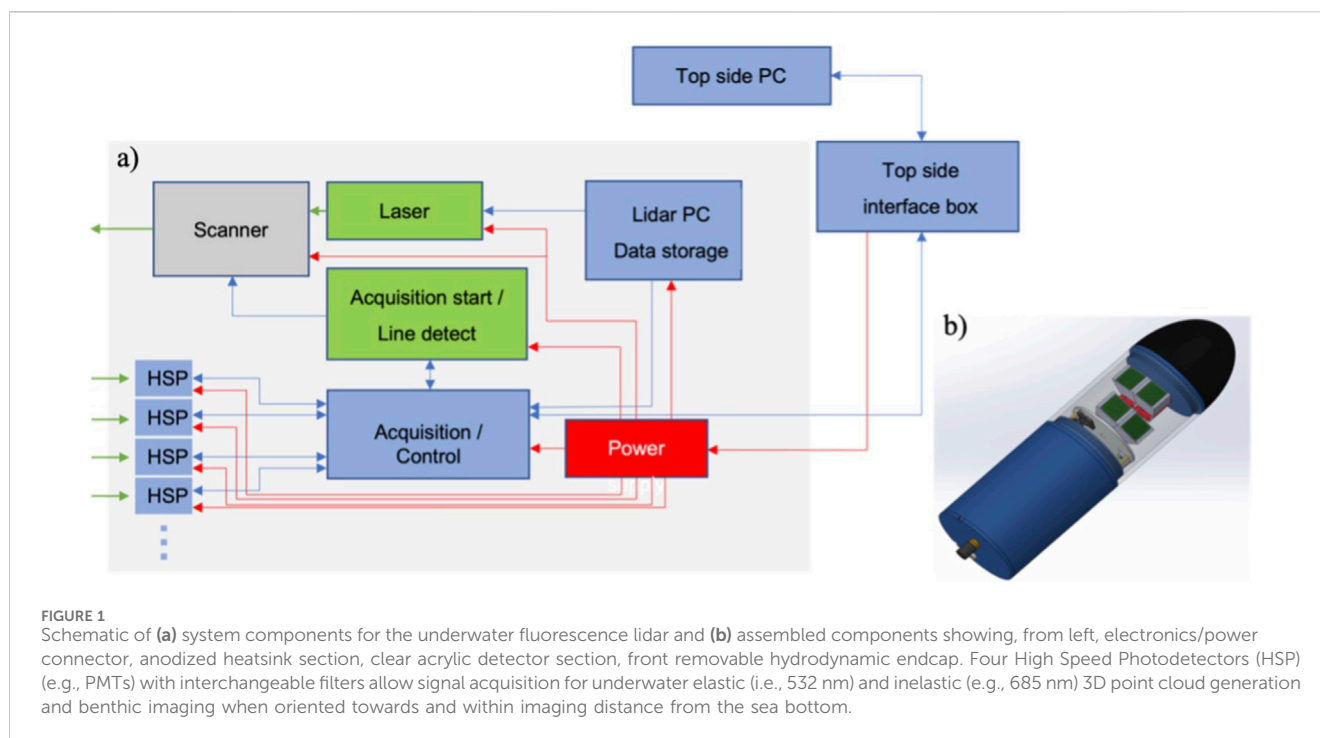 Top side PC
a)
Top side
interface box
Laser
Lidar PC
Data storage
Scanner
Acquisition start /
Line detect
b)
HSP
HSP
HSP
HSP
Acquisition /
Control
Power
FIGURE 1
Schematic of (a) system components for the underwater fluorescence lidar and (b) assembled components showing, from left, electronics/power
connector, anodized heatsink section, clear acrylic detector section, front removable hydrodynamic endcap. Four High Speed Photodetectors (HSP)
(e.g., PMTs) with interchangeable filters allow signal acquisition for underwater elastic (i.e., 532 nm) and inelastic (e.g., 685 nm) 3D point cloud generation
and benthic imaging when oriented towards and within imaging distance from the sea bottom.